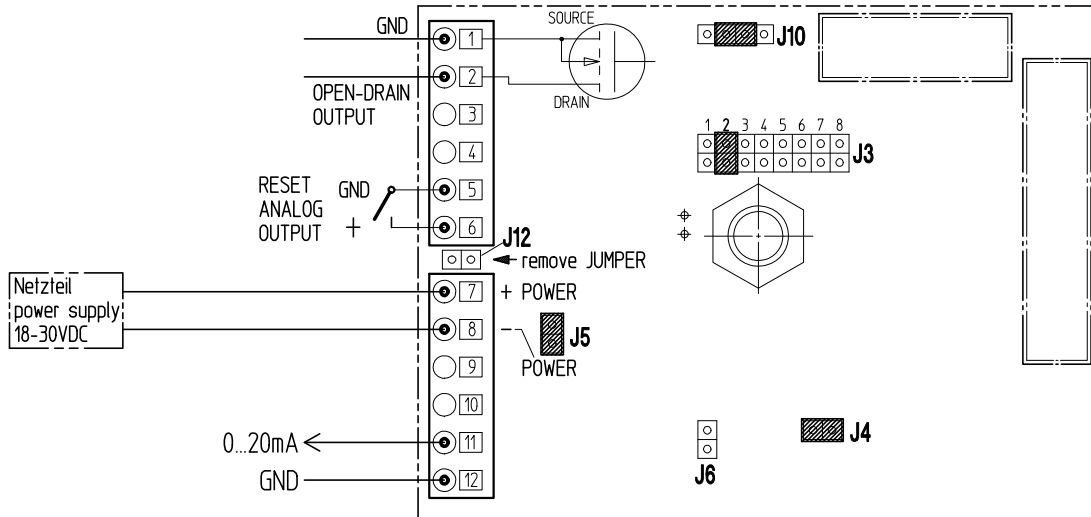 GND
1
SOURCE
J10
2
OPEN-DRAIN
OUTPUT
DRAIN
3
4
1 2 3 4 5 6 7 8
J3
RESET
ANALOG
OUTPUT
GND
+
5
6
J12
remove JUMPER
Netzteil
power supply
18-30VDC
7
+ POWER
8
-
POWER
J5
9
10
0...20mA
11
GND
12
J6
J4